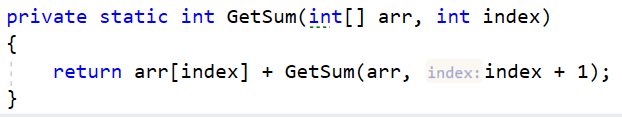 private static int GetSum(int[] arr, int index)
{
return arr[index] + GetSum(arr, index: index + 1);
}